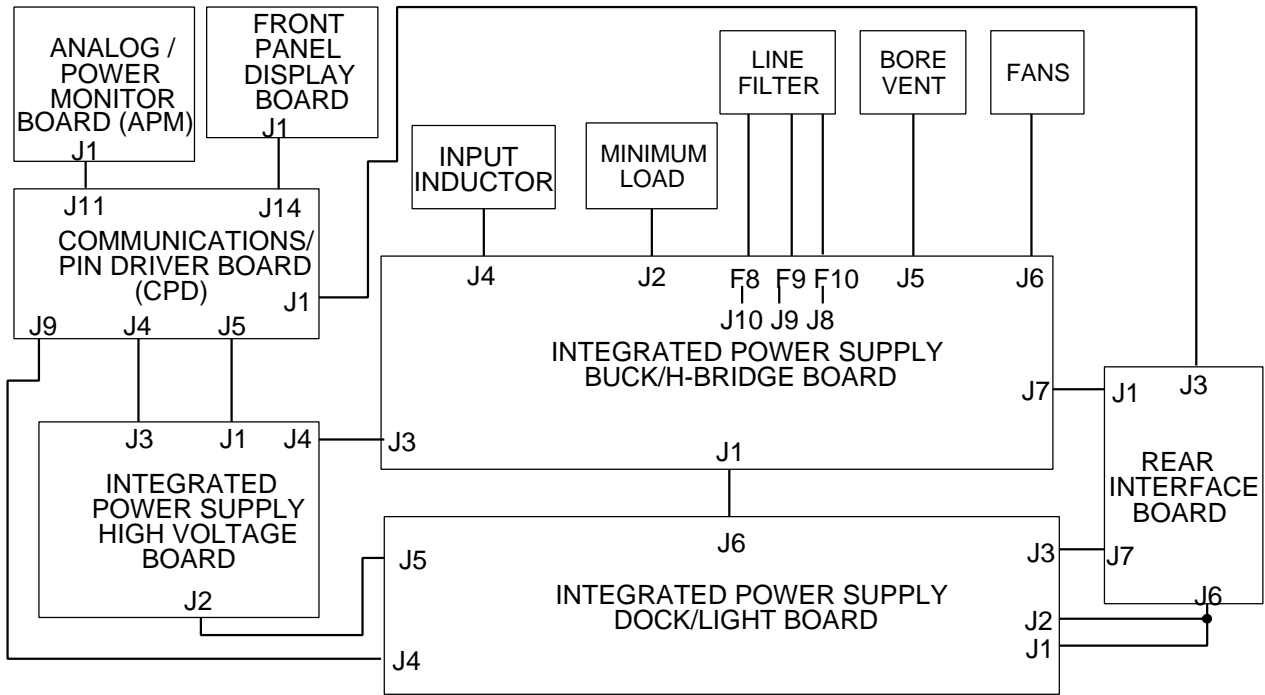 ANALOG /
POWER
MONITOR
BOARD (APM)
J1
FRONT
PANEL
DISPLAY
BOARD
J1
LINE
FILTER
BORE
VENT
FANS
INPUT
INDUCTOR
MINIMUM
LOAD
J11
J14
COMMUNICATIONS/
PIN DRIVER BOARD
(CPD)
J1
J9
J4
J5
J4
J2
F8
F9
F10
J5
J6
J10
J9
J8
INTEGRATED POWER SUPPLY
BUCK/H-BRIDGE BOARD
J7
J3
J1
J1
J3
REAR
INTERFACE
BOARD
J7
J6
J3
J1
J4
INTEGRATED
POWER SUPPLY
HIGH VOLTAGE
BOARD
J2
J5
J6
J3
INTEGRATED POWER SUPPLY
DOCK/LIGHT BOARD
J2
J1
J4